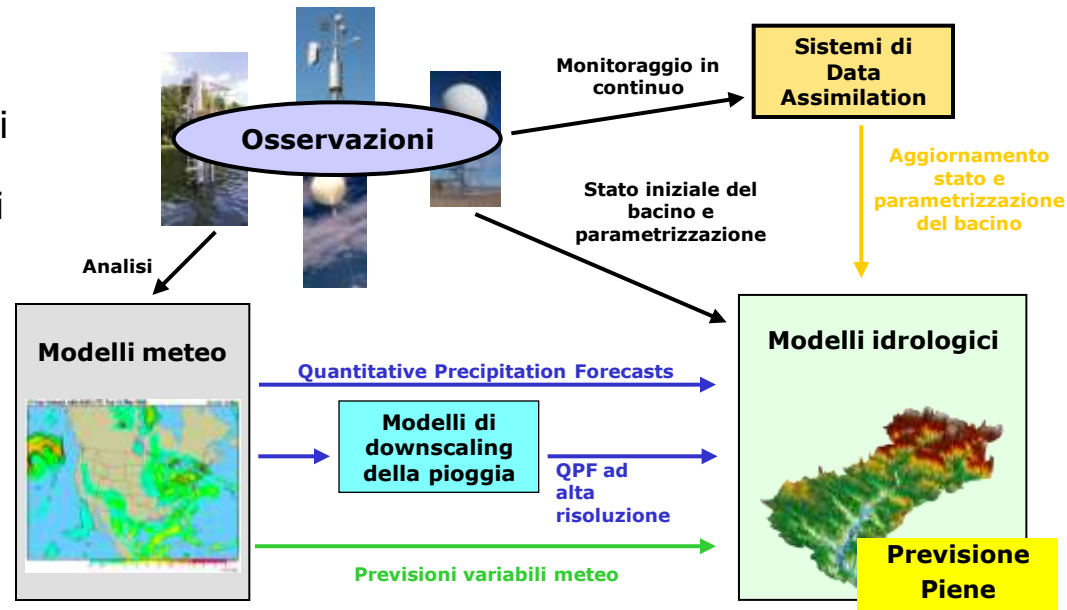 Sistemi di
Data
Assimilation
Monitoraggio in
continuo
Osservazioni
i
i
Aggiornamento
stato e
parametrizzazione
del bacino
Stato iniziale del
bacino e
parametrizzazione
Analisi
Modelli meteo
Modelli idrologici
Quantitative Precipitation Forecasts
Modelli di
downscaling
della pioggia
QPF ad
alta
risoluzione
Previsioni variabili meteo
Previsione
Piene